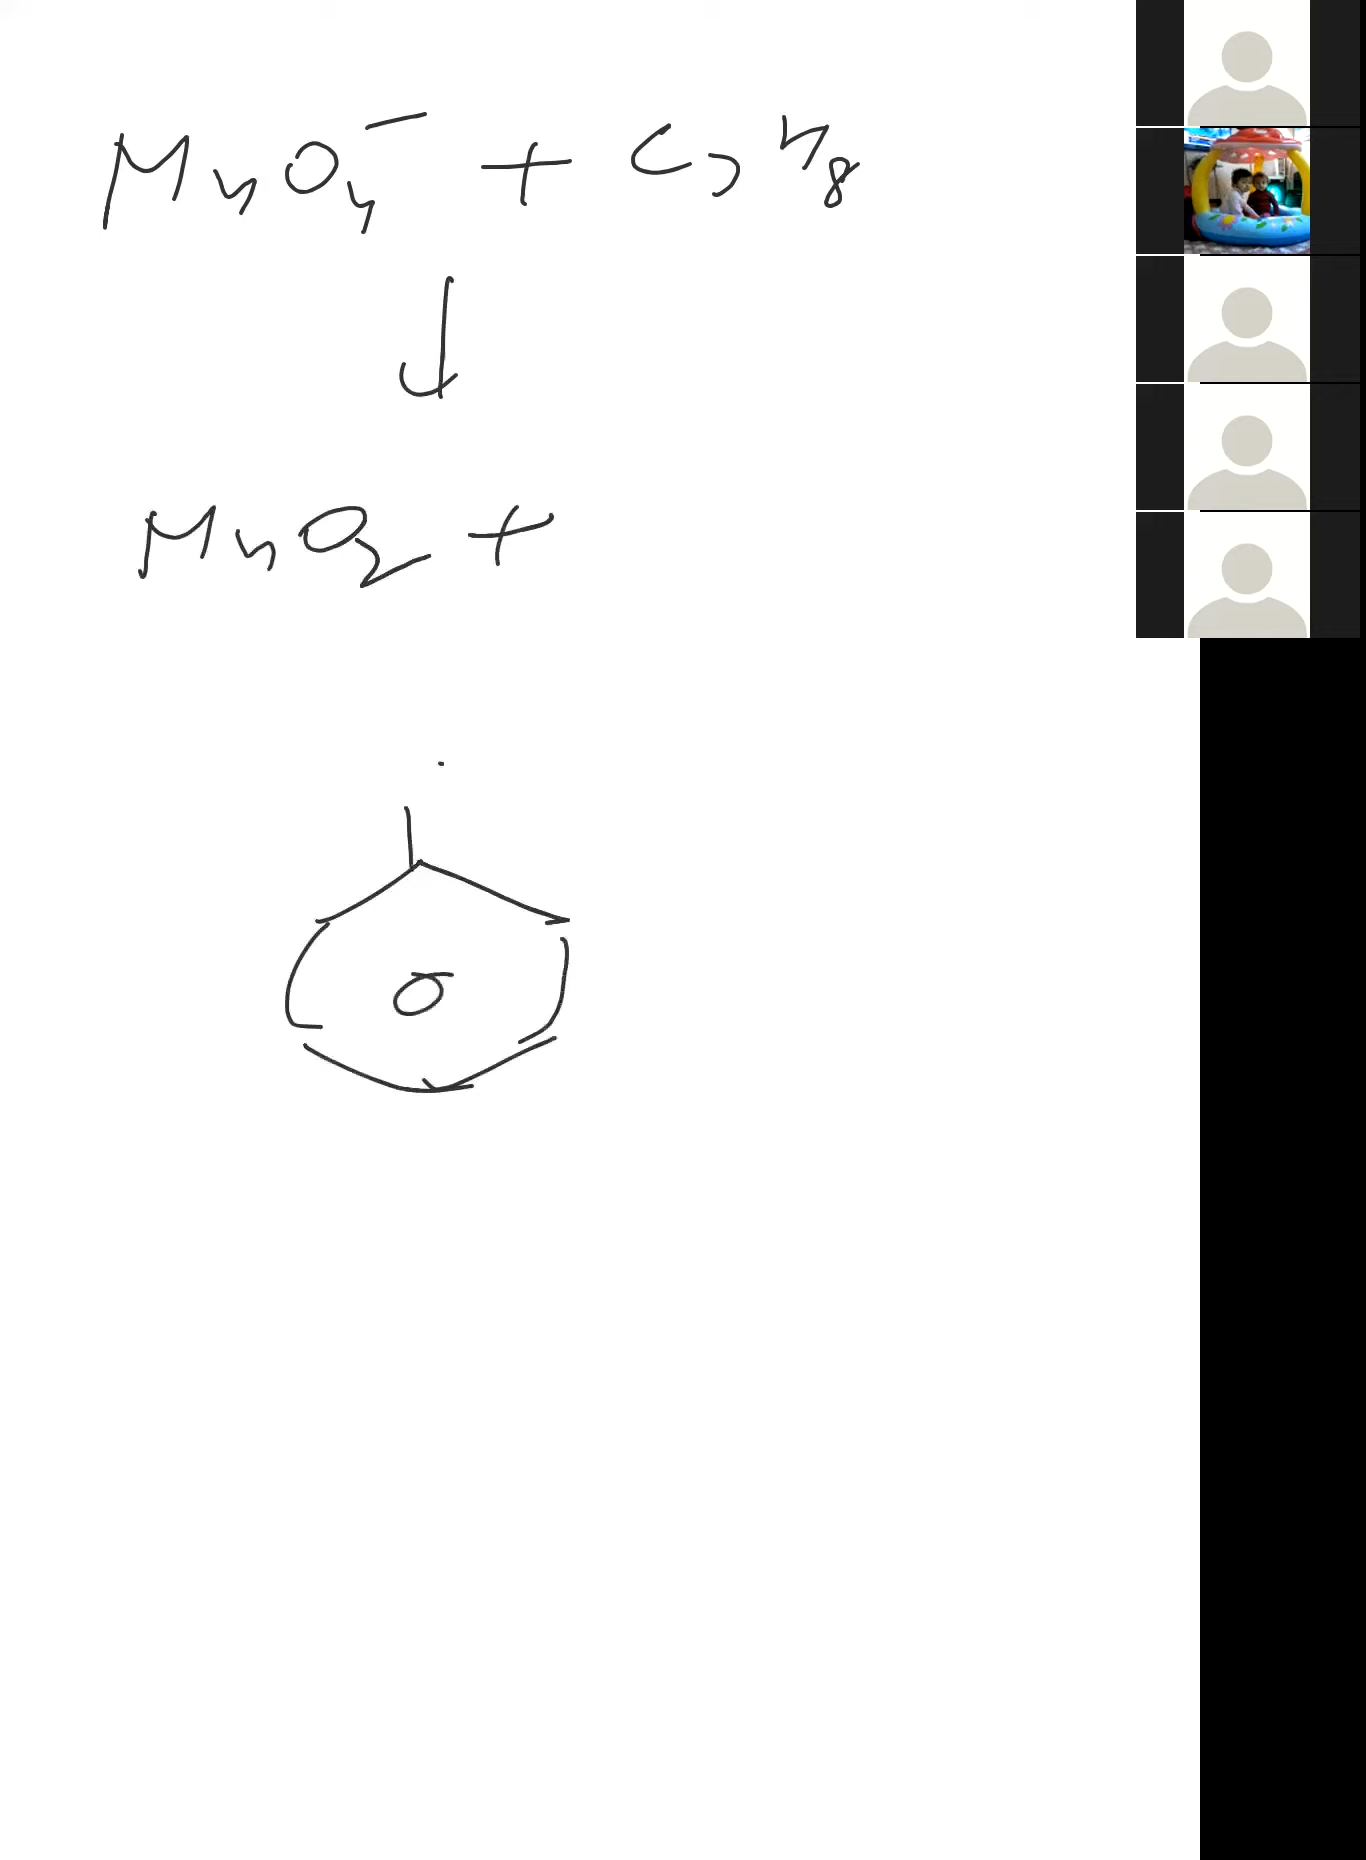 MnO₄⁻ + C₇H₈
↓
MnO₂ +